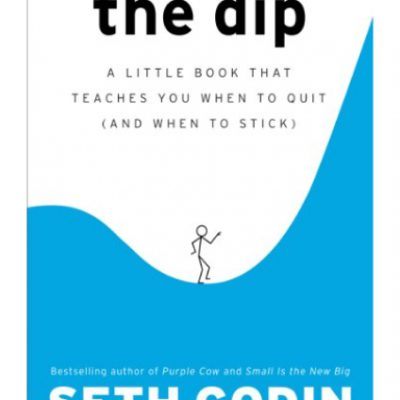 the dip
A LITTLE BOOK THAT
TEACHES YOU WHEN TO QUIT
(AND WHEN TO STICK)
Bestselling author of Purple Cow and Small Is the New Big
SETH GODIN